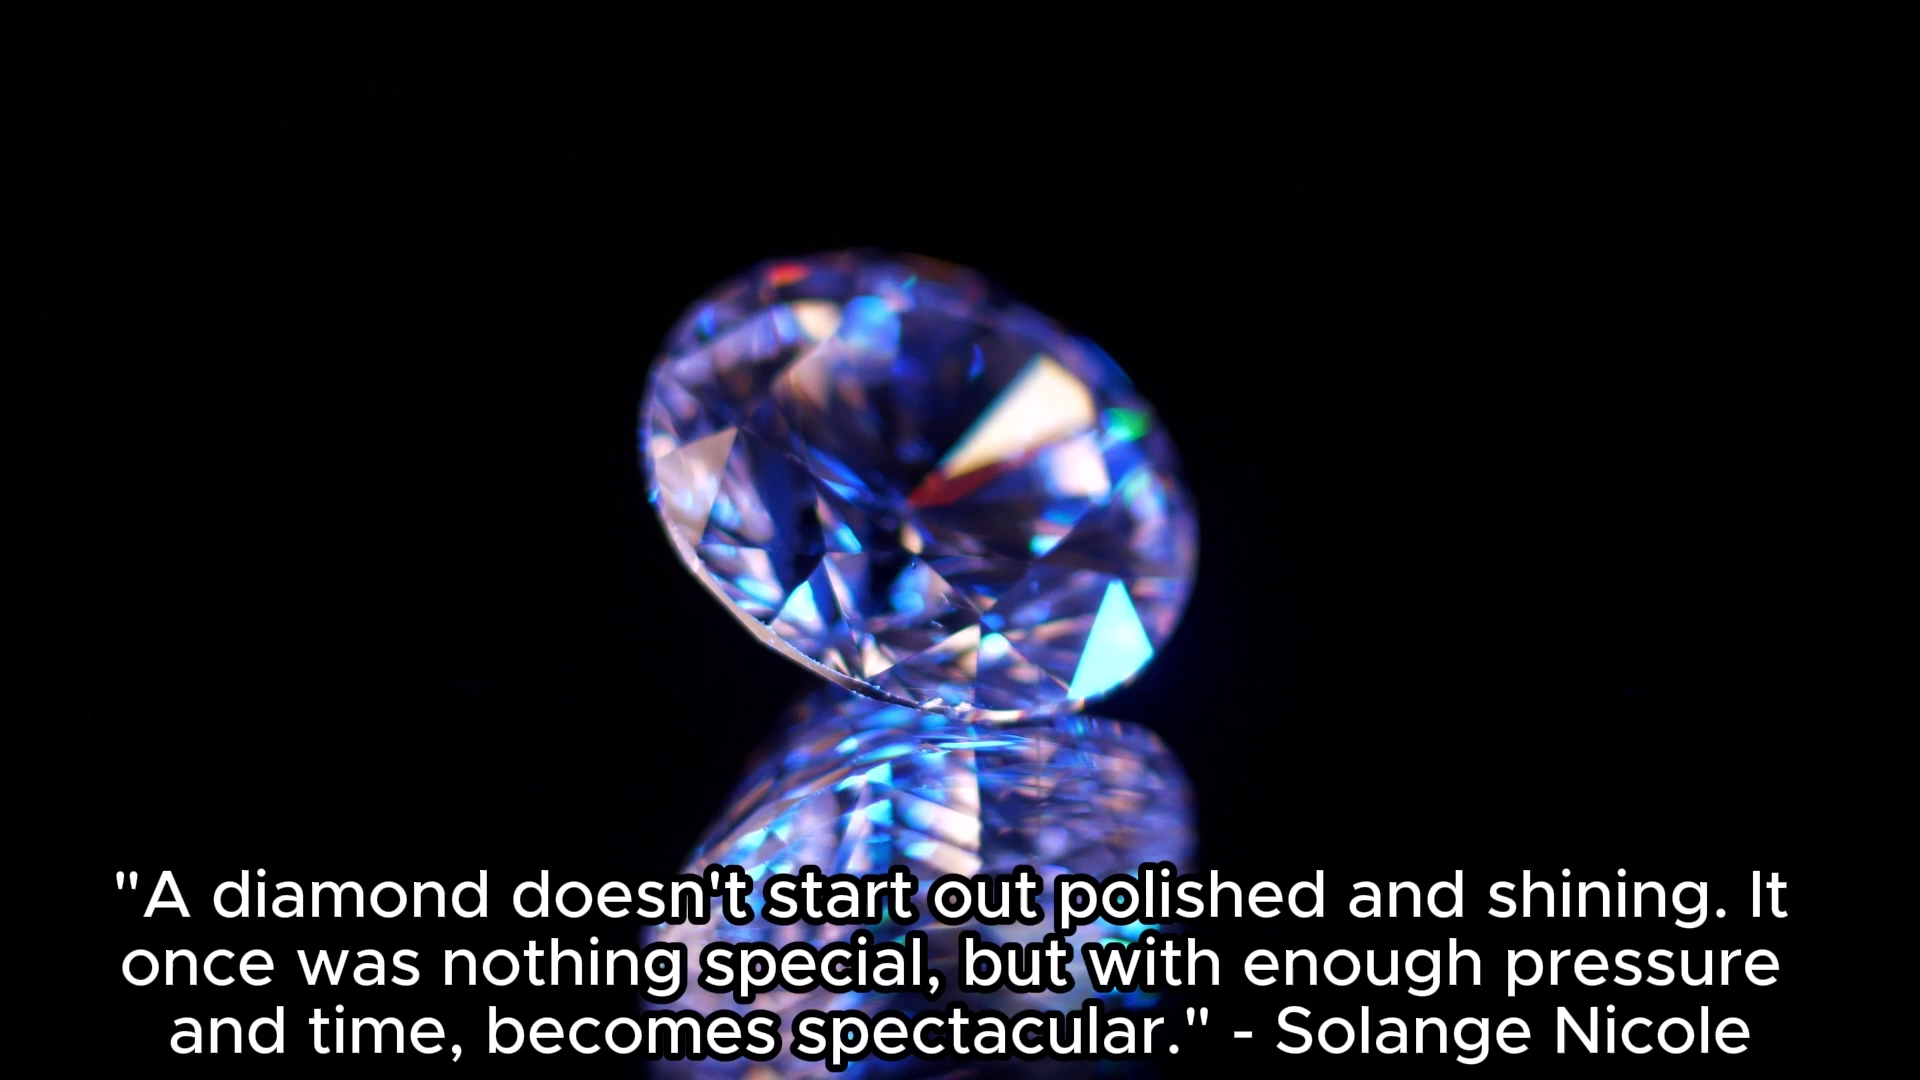 "A diamond doesn't start out polished and shining. It
once was nothing special, but with enough pressure
and time, becomes spectacular." - Solange Nicole